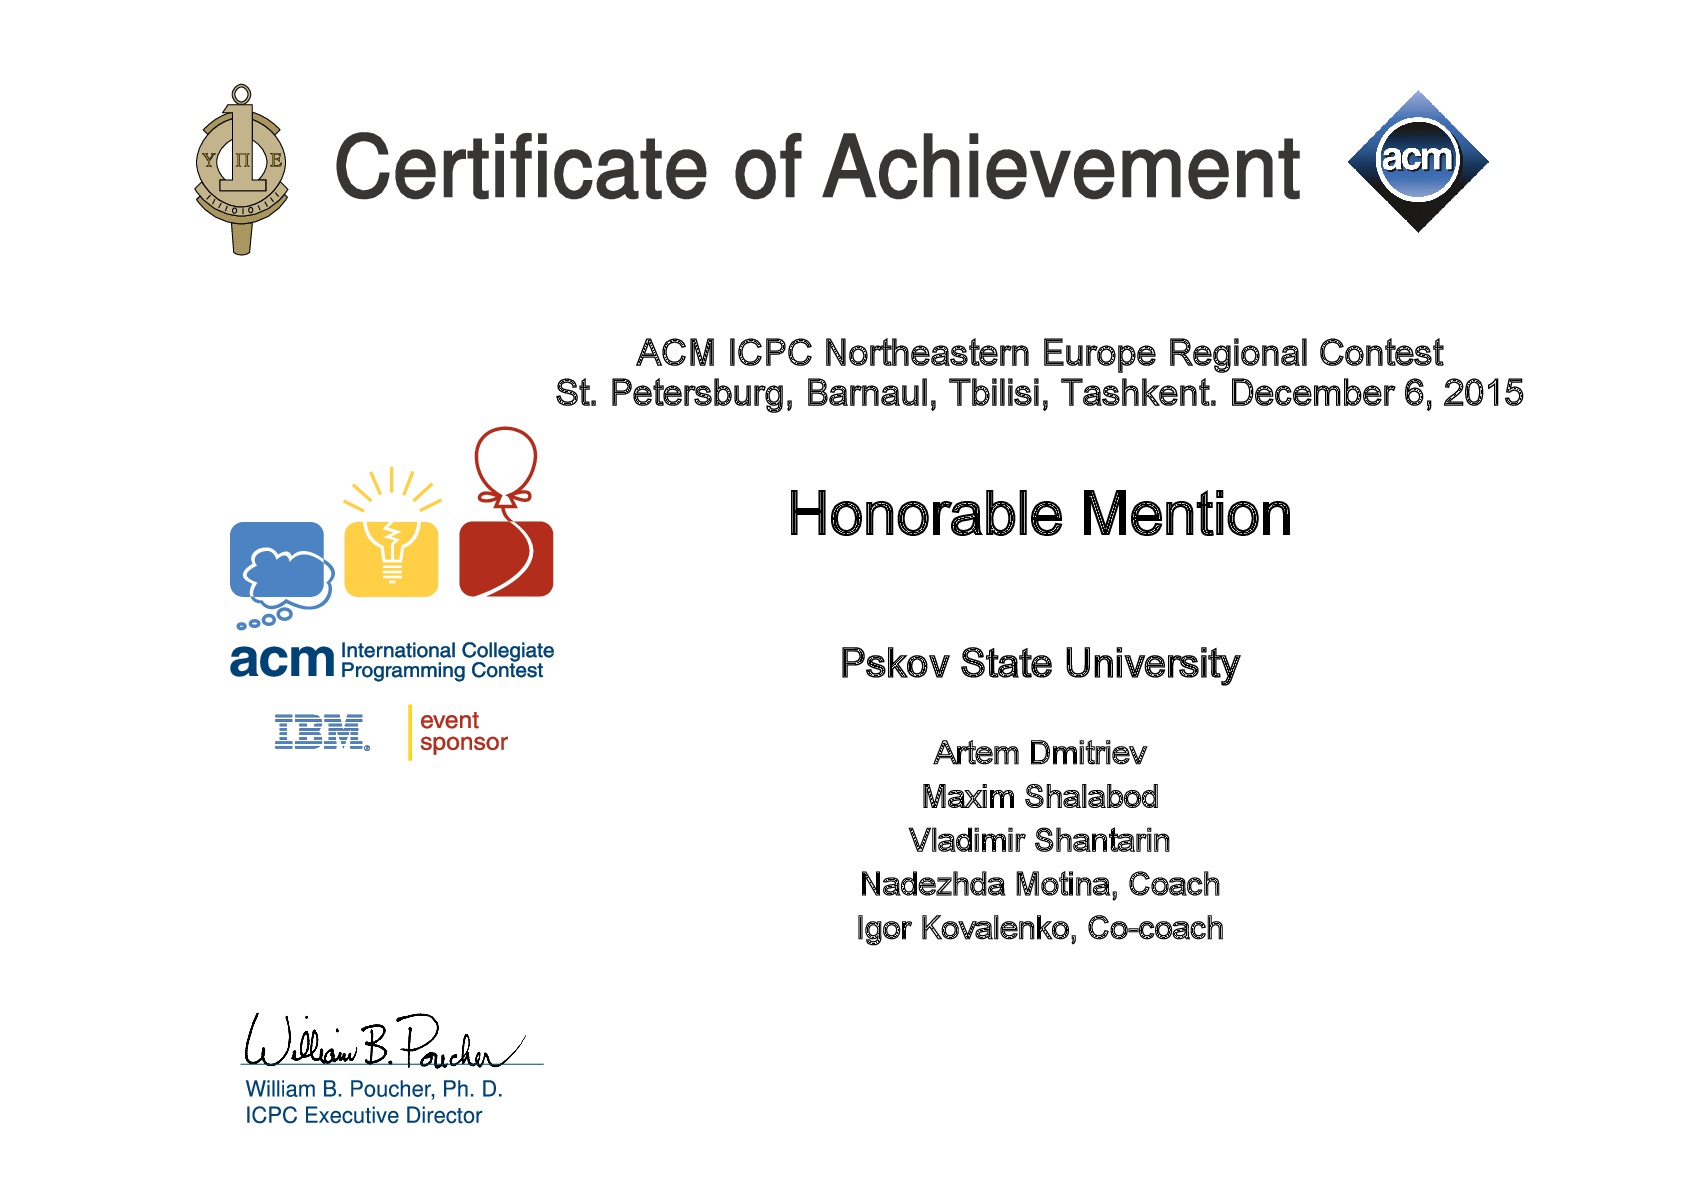 Υ Π Ε
Certificate of Achievement
acm
ACM ICPC Northeastern Europe Regional Contest
St. Petersburg, Barnaul, Tbilisi, Tashkent. December 6, 2015
Honorable Mention
acm International Collegiate
Programming Contest
IBM® event
sponsor
Pskov State University
Artem Dmitriev
Maxim Shalabod
Vladimir Shantarin
Nadezhda Motina, Coach
Igor Kovalenko, Co-coach
William B. Poucher
William B. Poucher, Ph. D.
ICPC Executive Director